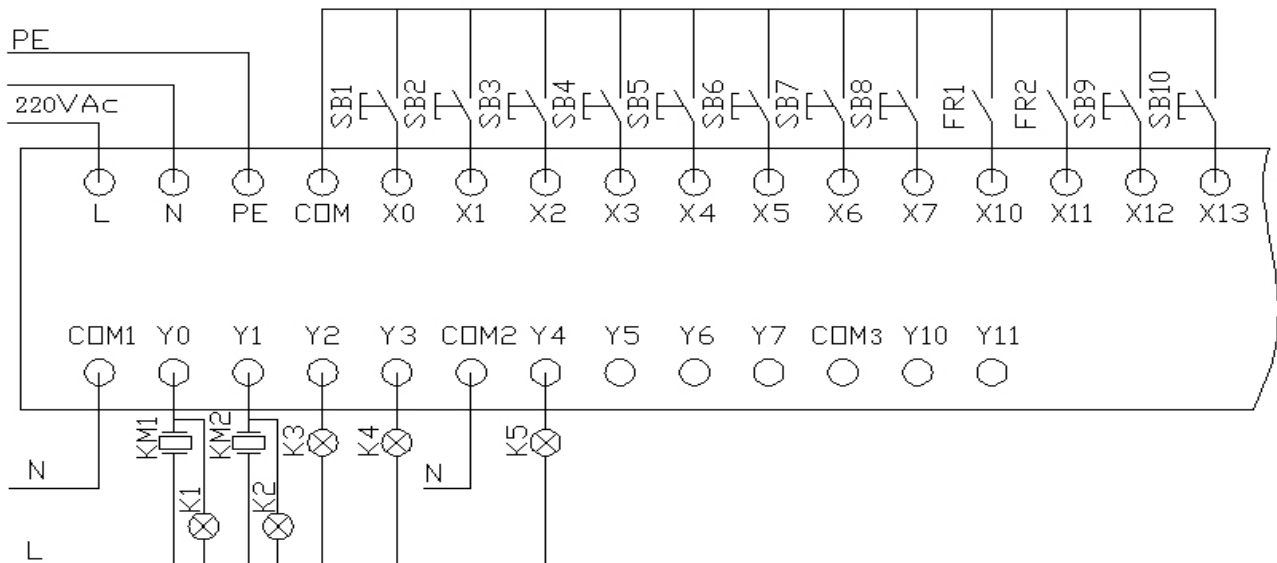 PE
220VAc
SB1 SB2 SB3 SB4 SB5 SB6 SB7 SB8 FR1 FR2 SB9 SB10
L N PE COM X0 X1 X2 X3 X4 X5 X6 X7 X10 X11 X12 X13
COM1 Y0 Y1 Y2 Y3 COM2 Y4 Y5 Y6 Y7 COM3 Y10 Y11
KM1 KM2 K3 K4 K5
N K1 K2 N
L